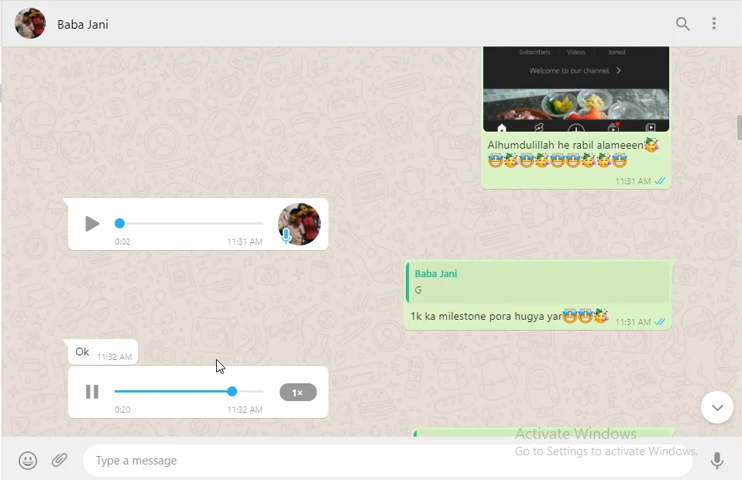 Baba Jani
Subscribers Videos Joined
Welcome to our channel
Alhumdulillah he rabil alameeen🥳
🤩🥳🤩🥳🤩🤩🥳🥳🤩
11:31 AM
0:02 11:31 AM
Baba Jani
G
1k ka milestone pora hugya yar🤩🤩🥳
11:31 AM
Ok 11:32 AM
1×
0:20 11:32 AM
Activate Windows
Go to Settings to activate Windows.
Type a message